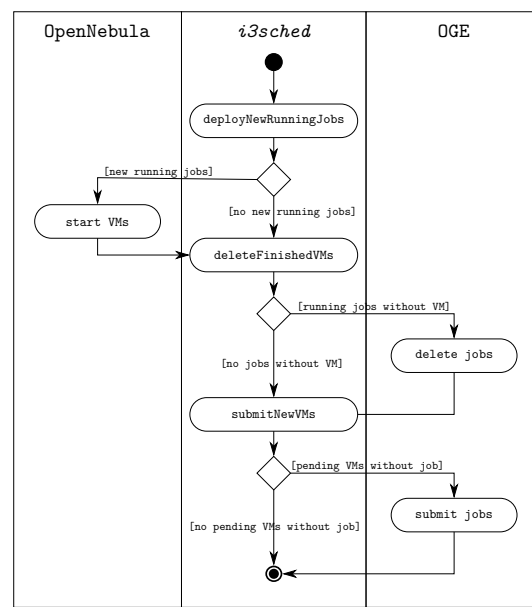 OpenNebula
i3sched
OGE
deployNewRunningJobs
[new running jobs]
start VMs
[no new running jobs]
deleteFinishedVMs
[running jobs without VM]
delete jobs
[no jobs without VM]
submitNewVMs
[pending VMs without job]
submit jobs
[no pending VMs without job]